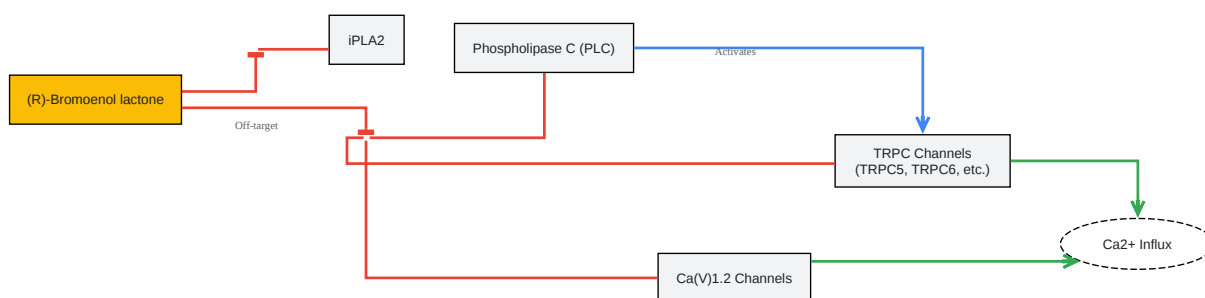 iPLA2
Phospholipase C (PLC)
Activates
(R)-Bromoenol lactone
Off-target
TRPC Channels
(TRPC5, TRPC6, etc.)
Ca2+ Influx
Ca(V)1.2 Channels